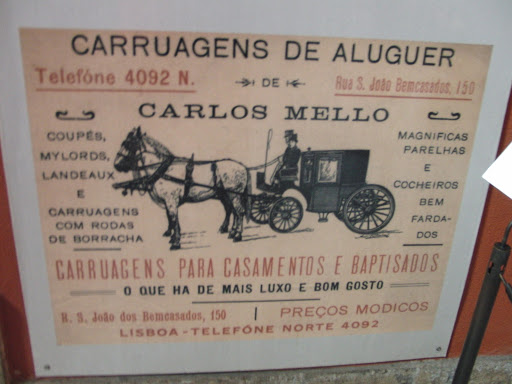 CARRUAGENS DE ALUGUER
Telefóne 4092 N.
DE
Rua S. João Bemcasados, 150
CARLOS MELLO
COUPÉS,
MYLORDS,
LANDEAUX
E
CARRUAGENS
COM RODAS
DE BORRACHA
MAGNIFICAS
PARELHAS
E
COCHEIROS
BEM
FARDA-
DOS
CARRUAGENS PARA CASAMENTOS E BAPTISADOS
O QUE HA DE MAIS LUXO E BOM GOSTO
R. S. João dos Bemcasados, 150
PREÇOS MODICOS
LISBOA - TELEFÓNE NORTE 4092